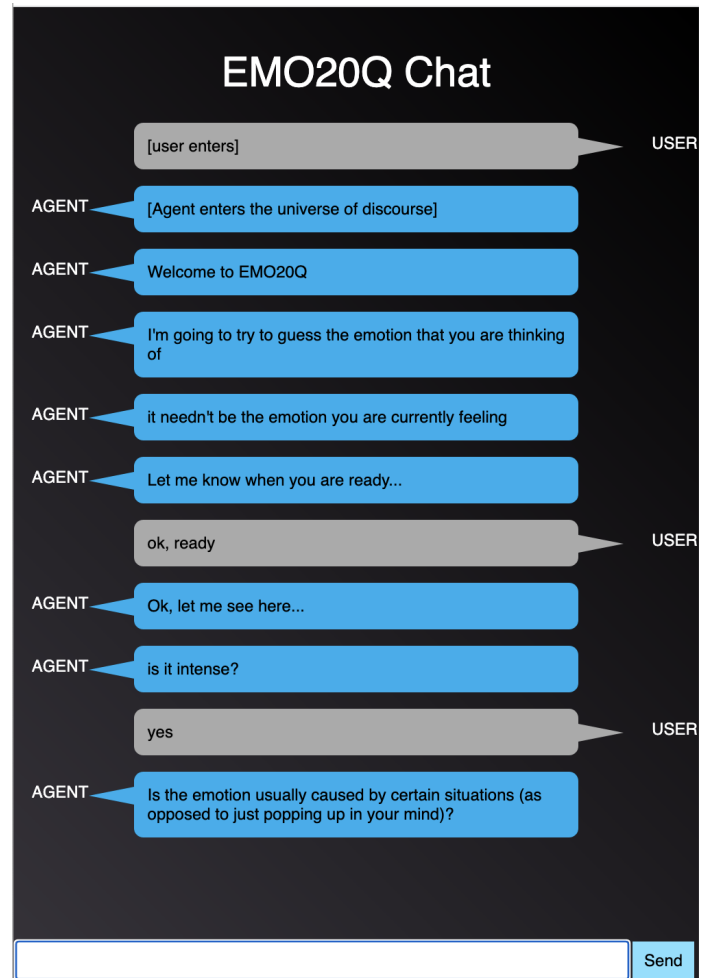 EMO20Q Chat
[user enters]
USER
AGENT
[Agent enters the universe of discourse]
AGENT
Welcome to EMO20Q
AGENT
I'm going to try to guess the emotion that you are thinking
of
AGENT
it needn't be the emotion you are currently feeling
AGENT
Let me know when you are ready...
ok, ready
USER
AGENT
Ok, let me see here...
AGENT
is it intense?
yes
USER
AGENT
Is the emotion usually caused by certain situations (as
opposed to just popping up in your mind)?
Send